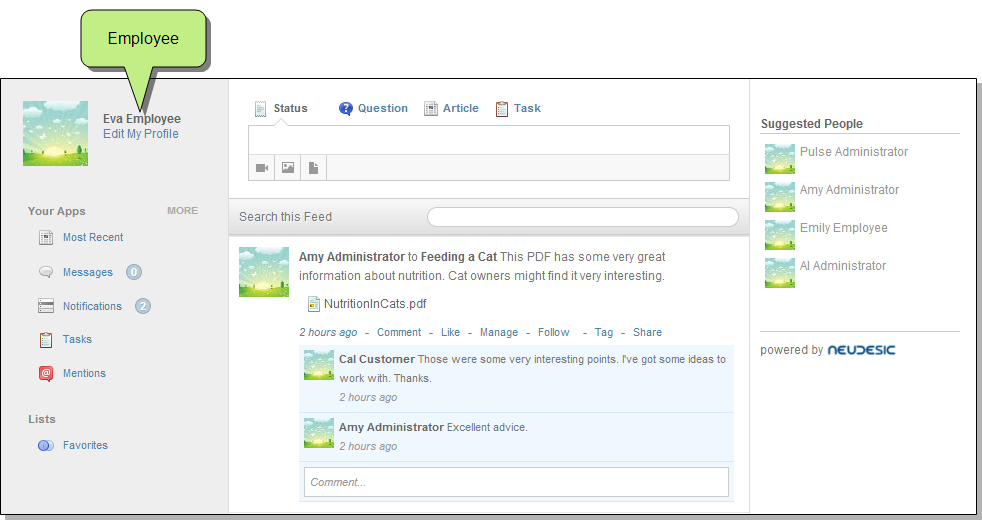 Employee
Eva Employee
Edit My Profile
Your Apps MORE
Most Recent
Messages 0
Notifications 2
Tasks
@ Mentions
Lists
Favorites
Status ? Question Article Task
Search this Feed
Amy Administrator to Feeding a Cat This PDF has some very great
information about nutrition. Cat owners might find it very interesting.
NutritionInCats.pdf
2 hours ago - Comment - Like - Manage - Follow - Tag - Share
Cal Customer Those were some very interesting points. I've got some ideas to
work with. Thanks.
2 hours ago
Amy Administrator Excellent advice.
2 hours ago
Comment...
Suggested People
Pulse Administrator
Amy Administrator
Emily Employee
Al Administrator
powered by NEUDESIC